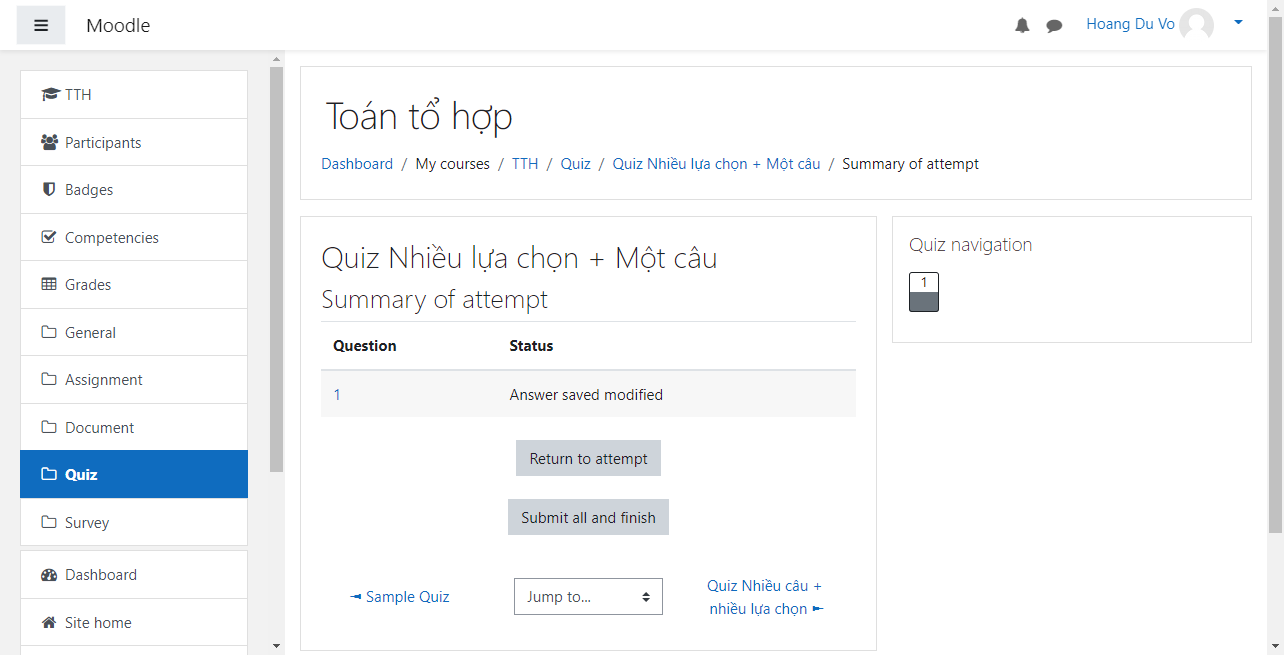 Moodle
Hoang Du Vo
TTH
Participants
Badges
Competencies
Grades
General
Assignment
Document
Quiz
Survey
Dashboard
Site home
Toán tổ hợp
Dashboard / My courses / TTH / Quiz / Quiz Nhiều lựa chọn + Một câu / Summary of attempt
Quiz Nhiều lựa chọn + Một câu
Summary of attempt
Question Status
1 Answer saved modified
Return to attempt
Submit all and finish
◄ Sample Quiz
Jump to...
Quiz Nhiều câu +
nhiều lựa chọn ►
Quiz navigation
1